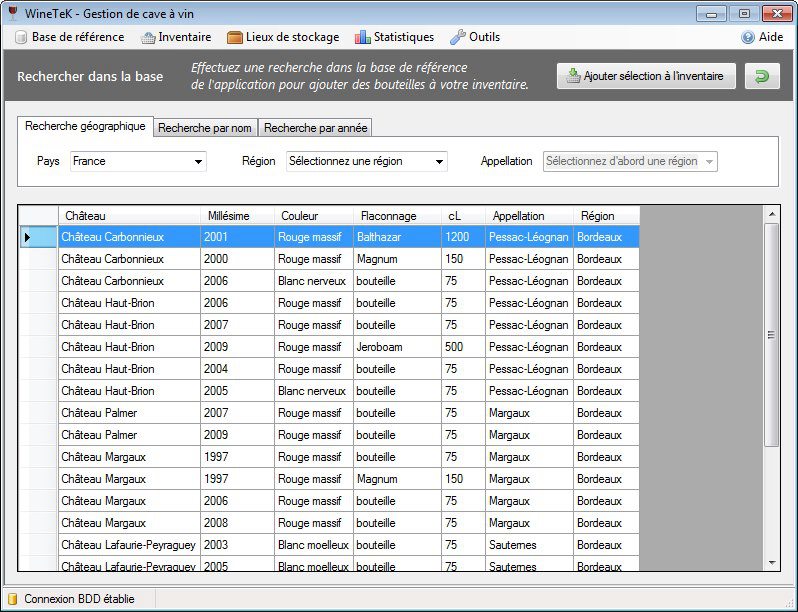 WineTeK - Gestion de cave à vin
Base de référence Inventaire Lieux de stockage Statistiques Outils Aide
Rechercher dans la base
Effectuez une recherche dans la base de référence
de l'application pour ajouter des bouteilles à votre inventaire.
Ajouter sélection à l'inventaire
Recherche géographique Recherche par nom Recherche par année
Pays France Région Sélectionnez une région Appellation Sélectionnez d'abord une région
Château Millésime Couleur Flaconnage cL Appellation Région
Château Carbonnieux 2001 Rouge massif Balthazar 1200 Pessac-Léognan Bordeaux
Château Carbonnieux 2000 Rouge massif Magnum 150 Pessac-Léognan Bordeaux
Château Carbonnieux 2006 Blanc nerveux bouteille 75 Pessac-Léognan Bordeaux
Château Haut-Brion 2006 Rouge massif bouteille 75 Pessac-Léognan Bordeaux
Château Haut-Brion 2007 Rouge massif bouteille 75 Pessac-Léognan Bordeaux
Château Haut-Brion 2009 Rouge massif Jeroboam 500 Pessac-Léognan Bordeaux
Château Haut-Brion 2004 Rouge massif bouteille 75 Pessac-Léognan Bordeaux
Château Haut-Brion 2005 Blanc nerveux bouteille 75 Pessac-Léognan Bordeaux
Château Palmer 2007 Rouge massif bouteille 75 Margaux Bordeaux
Château Palmer 2009 Rouge massif bouteille 75 Margaux Bordeaux
Château Margaux 1997 Rouge massif bouteille 75 Margaux Bordeaux
Château Margaux 1997 Rouge massif Magnum 150 Margaux Bordeaux
Château Margaux 2006 Rouge massif bouteille 75 Margaux Bordeaux
Château Margaux 2008 Rouge massif bouteille 75 Margaux Bordeaux
Château Lafaurie-Peyraguey 2003 Blanc moelleux bouteille 75 Sauternes Bordeaux
Château Lafaurie-Peyraguey 2005 Blanc moelleux bouteille 75 Sauternes Bordeaux
Connexion BDD établie